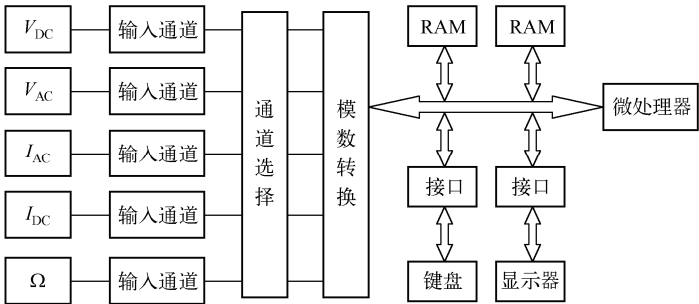 V_DC 输入通道
V_AC 输入通道
I_AC 输入通道
I_DC 输入通道
Ω 输入通道
通道选择
模数转换
RAM RAM
微处理器
接口 接口
键盘 显示器